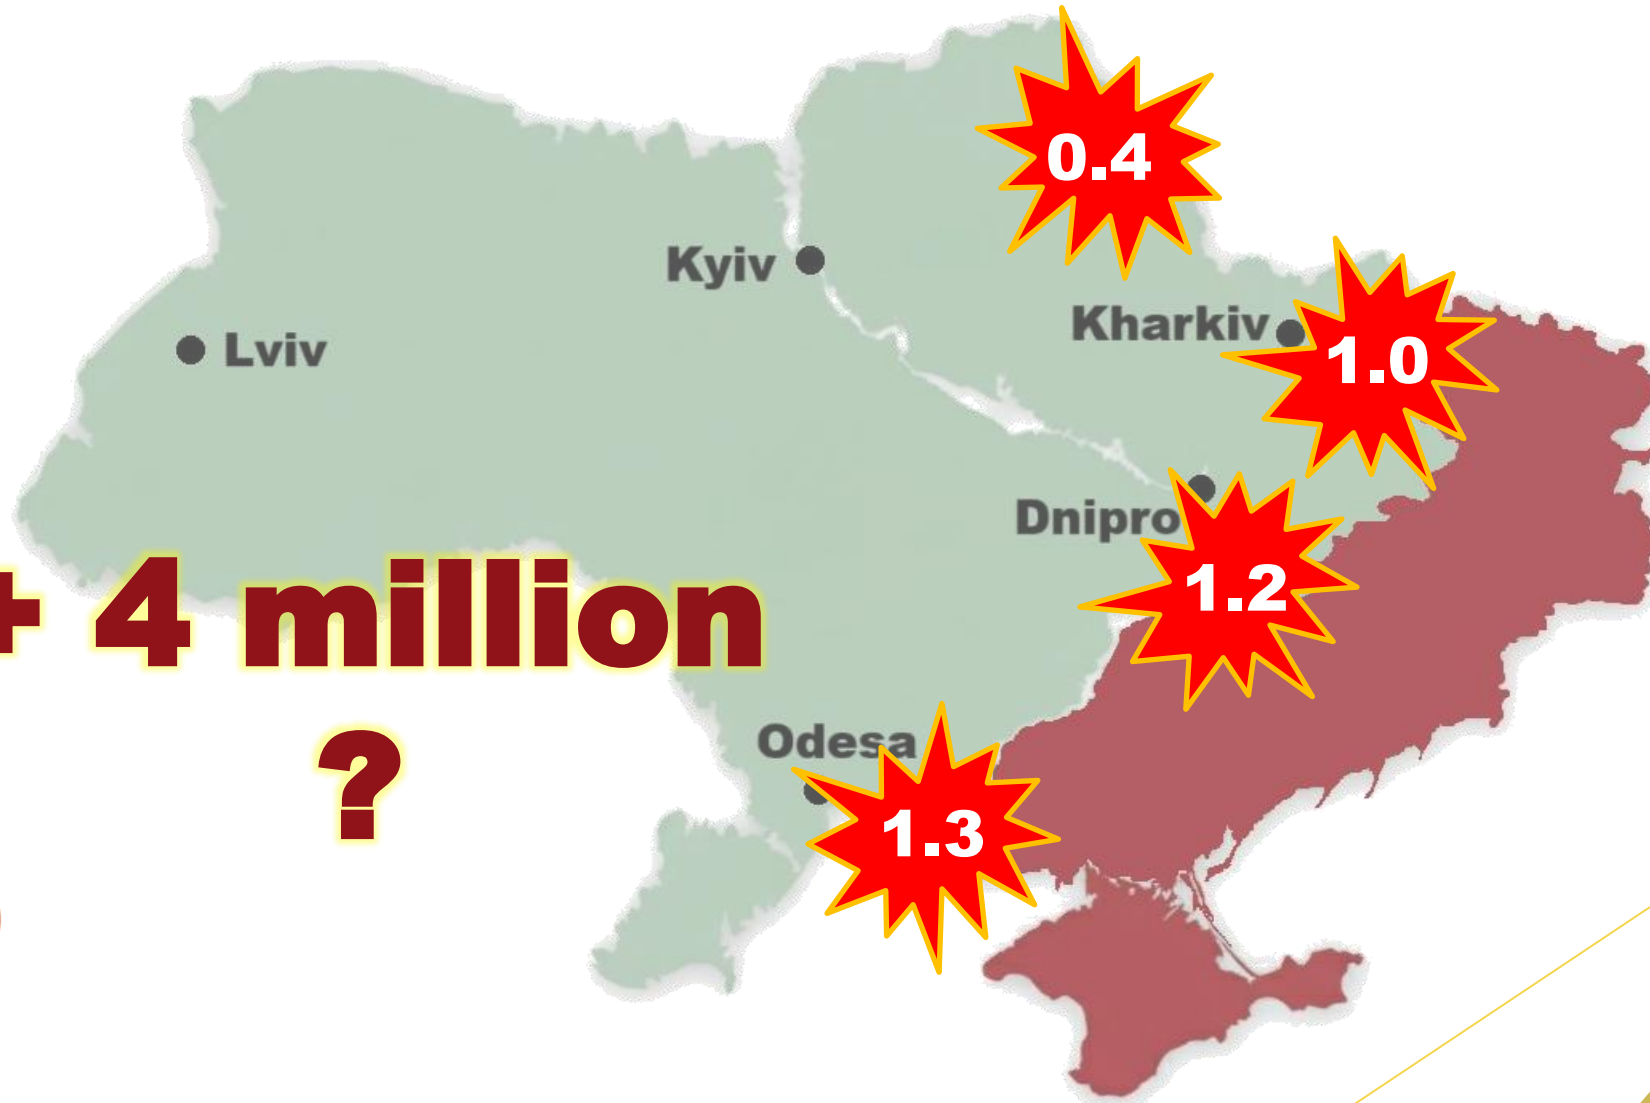 0.4
Kyiv
Kharkiv
Lviv
1.0
Dnipro
1.2
+ 4 million
?
Odesa
1.3